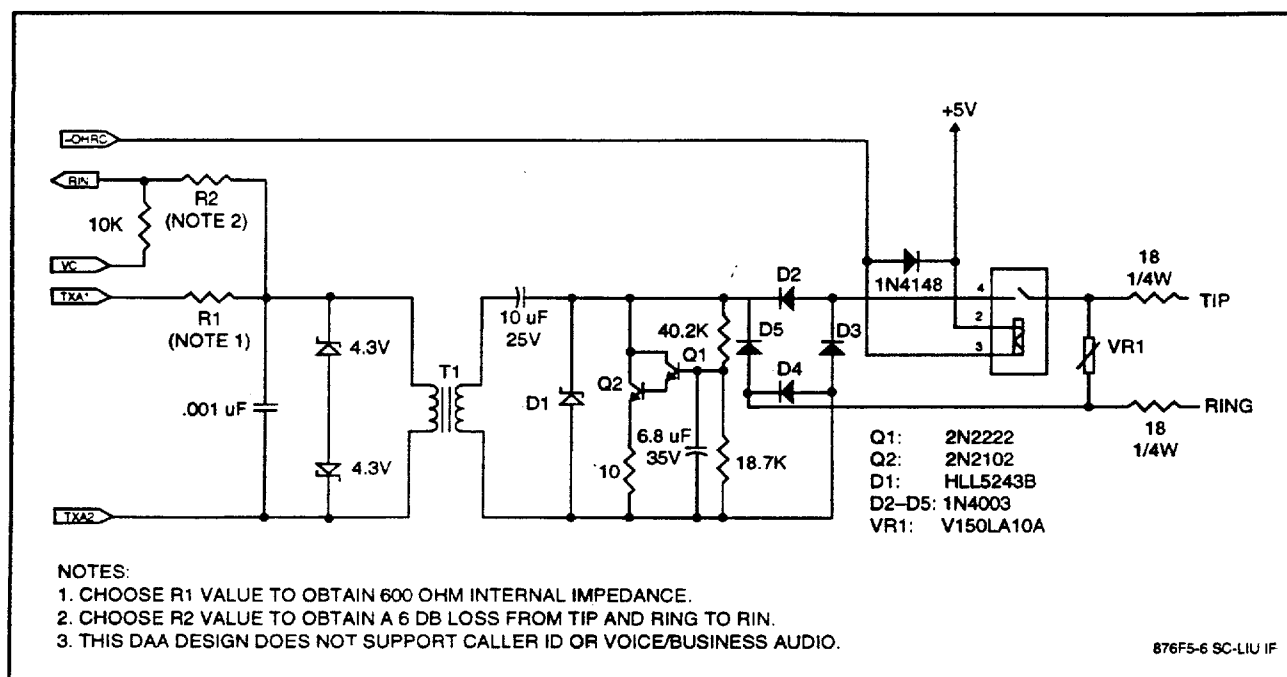 +5V
~OHRC
RIN
R2
(NOTE 2)
10K
VC
TXA1
R1
(NOTE 1)
4.3V
.001 uF
4.3V
TXA2
T1
10 uF
25V
D1
Q2
Q1
40.2K
10
6.8 uF
35V
18.7K
D5
D2
D3
D4
1N4148
4
2
3
18
1/4W
TIP
VR1
RING
18
1/4W
Q1: 2N2222
Q2: 2N2102
D1: HLL5243B
D2–D5: 1N4003
VR1: V150LA10A
NOTES:
1. CHOOSE R1 VALUE TO OBTAIN 600 OHM INTERNAL IMPEDANCE.
2. CHOOSE R2 VALUE TO OBTAIN A 6 DB LOSS FROM TIP AND RING TO RIN.
3. THIS DAA DESIGN DOES NOT SUPPORT CALLER ID OR VOICE/BUSINESS AUDIO.
876F5-6 SC-LIU IF